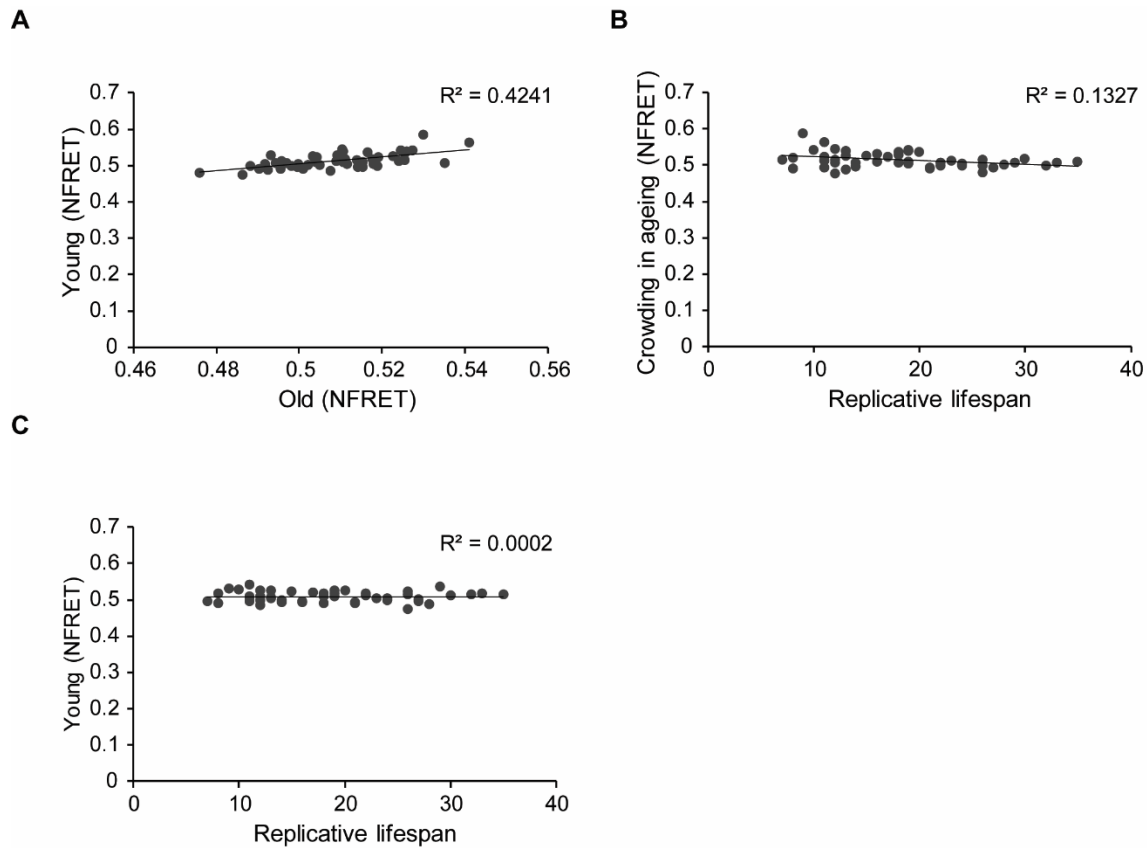 A
R² = 0.4241
0.7
0.6
0.5
0.4
0.3
0.2
0.1
0
Young (NFRET)
0.46 0.48 0.5 0.52 0.54 0.56
Old (NFRET)
B
R² = 0.1327
0.7
0.6
0.5
0.4
0.3
0.2
0.1
0
Crowding in ageing (NFRET)
0 10 20 30 40
Replicative lifespan
C
R² = 0.0002
0.7
0.6
0.5
0.4
0.3
0.2
0.1
0
Young (NFRET)
0 10 20 30 40
Replicative lifespan